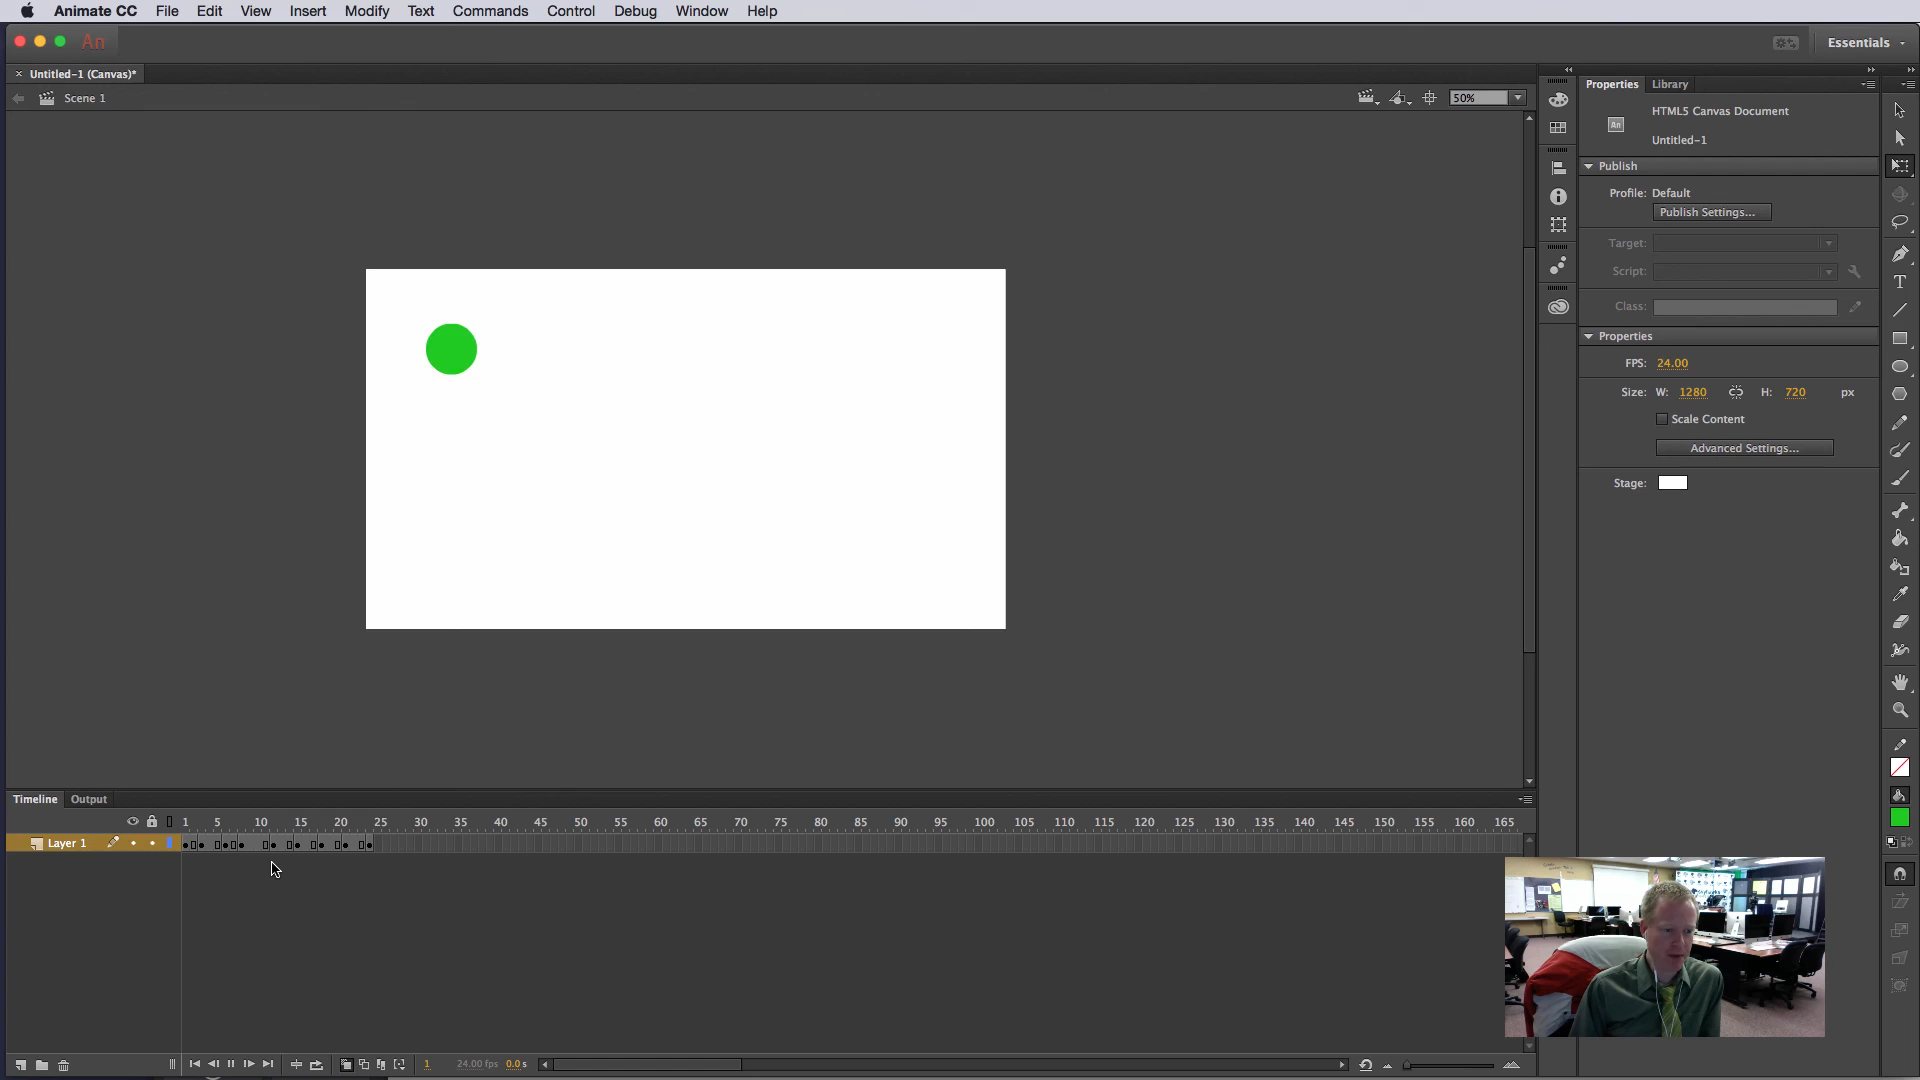 Animate CC File Edit View Insert Modify Text Commands Control Debug Window Help
An Essentials
Untitled-1 (Canvas)*
Scene 1 50%
Properties Library
HTML5 Canvas Document
An
Untitled-1
Publish
Profile: Default
Publish Settings...
Target:
Script:
Class:
Properties
FPS: 24.00
Size: W: 1280 H: 720 px
Scale Content
Advanced Settings...
Stage:
Timeline Output
1 5 10 15 20 25 30 35 40 45 50 55 60 65 70 75 80 85 90 95 100 105 110 115 120 125 130 135 140 145 150 155 160 165
Layer 1
1 24.00 fps 0.0 s